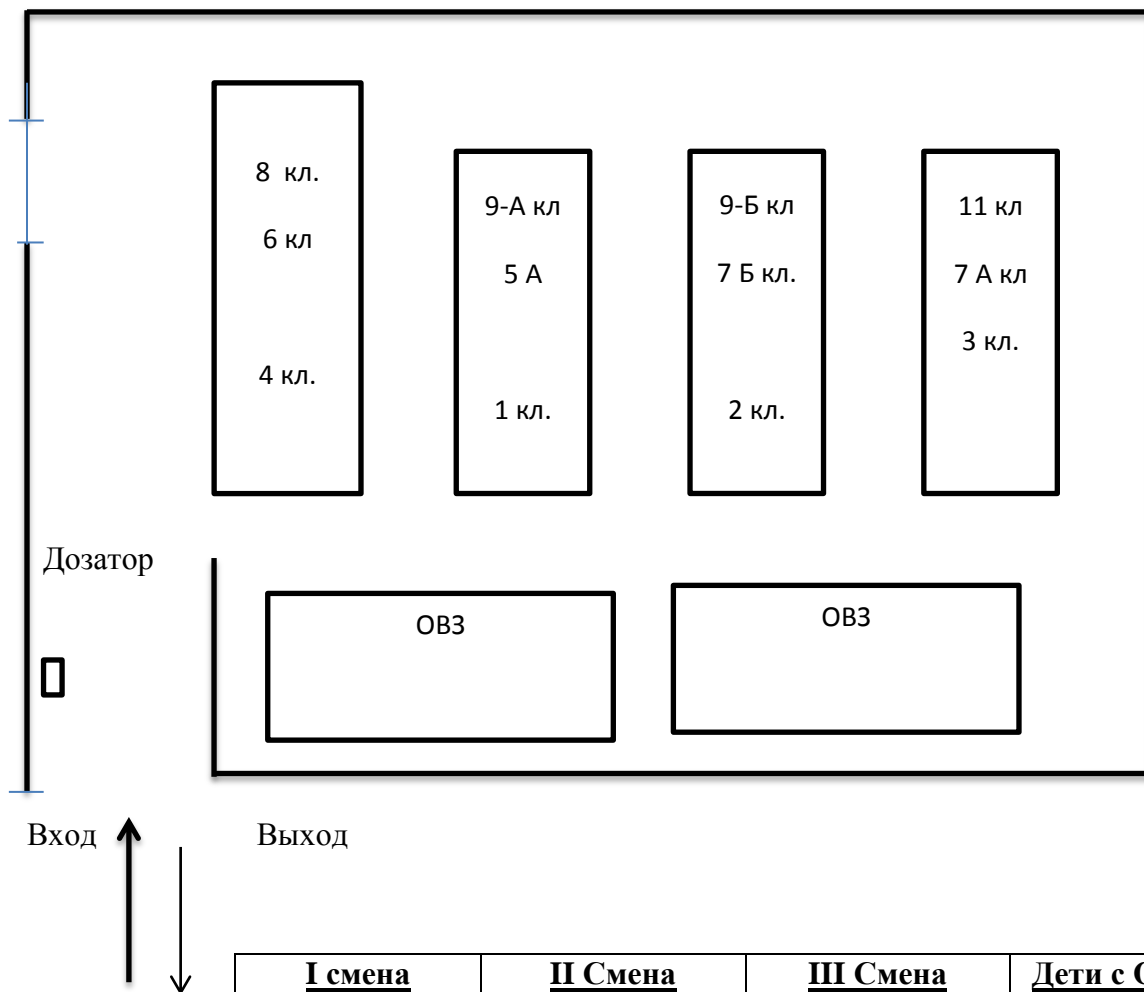 8 кл.
6 кл
4 кл.
9-А кл
5 А
1 кл.
9-Б кл
7 Б кл.
2 кл.
11 кл
7 А кл
3 кл.
Дозатор
ОВЗ
ОВЗ
Вход
Выход
I смена
II Смена
III Смена
Дети с О